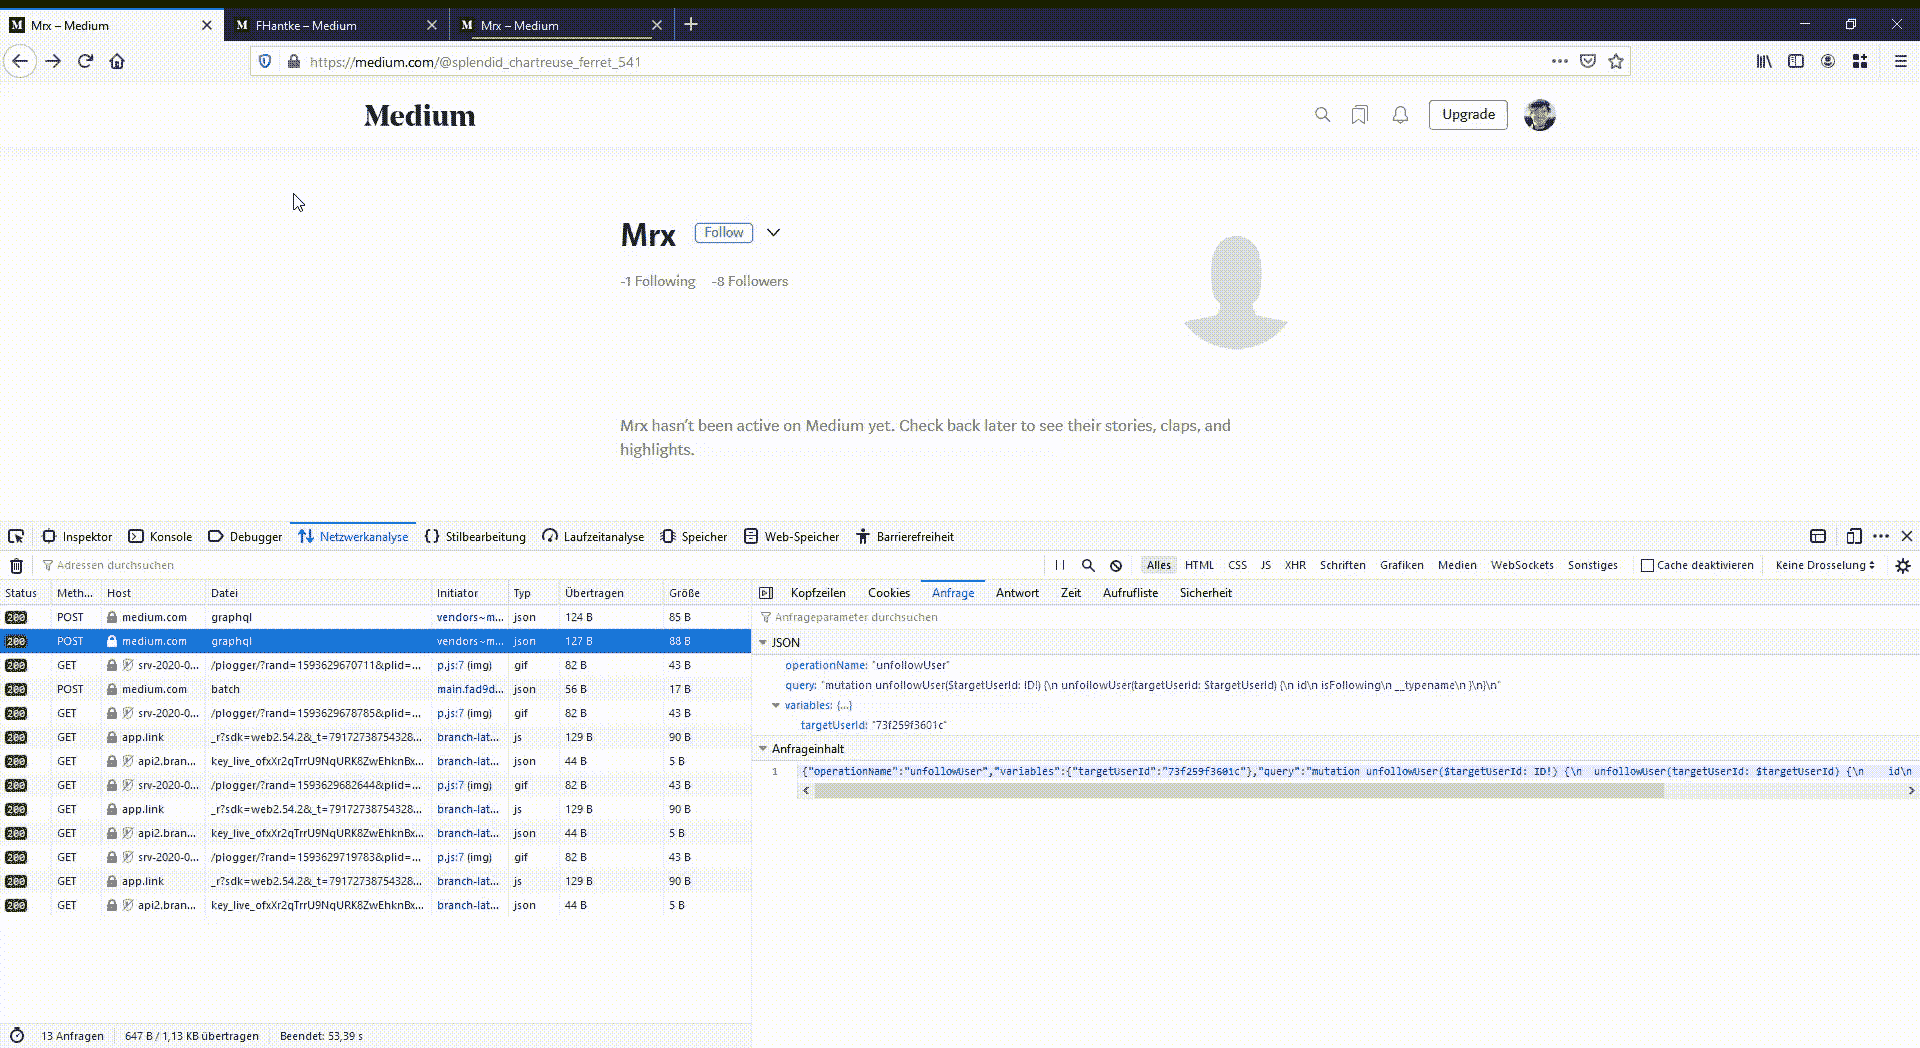 Mrx – Medium
FHantke – Medium
Mrx – Medium
https://medium.com/@splendid_chartreuse_ferret_541
Medium
Upgrade
Mrx Follow
-1 Following -8 Followers
Mrx hasn’t been active on Medium yet. Check back later to see their stories, claps, and
highlights.
Inspektor Konsole Debugger Netzwerkanalyse Stilbearbeitung Laufzeitanalyse Speicher Web-Speicher Barrierefreiheit
Adressen durchsuchen
Alles HTML CSS JS XHR Schriften Grafiken Medien WebSockets Sonstiges Cache deaktivieren Keine Drosselung
Status Meth... Host Datei Initiator Typ Übertragen Größe
200 POST medium.com graphql vendors~m... json 124 B 85 B
200 POST medium.com graphql vendors~m... json 127 B 88 B
200 GET srv-2020-0... /plogger/?rand=1593629670711&plid=... p.js:7 (img) gif 82 B 43 B
200 POST medium.com batch main.fad9d... json 56 B 17 B
200 GET srv-2020-0... /plogger/?rand=1593629678785&plid=... p.js:7 (img) gif 82 B 43 B
200 GET app.link _r?sdk=web2.54.2&_t=79172738754328... branch-lat... js 129 B 90 B
200 GET api2.bran... key_live_ofxXr2qTrrU9NqURK8ZwEhknBx... branch-lat... json 44 B 5 B
200 GET srv-2020-0... /plogger/?rand=1593629682644&plid=... p.js:7 (img) gif 82 B 43 B
200 GET app.link _r?sdk=web2.54.2&_t=79172738754328... branch-lat... js 129 B 90 B
200 GET api2.bran... key_live_ofxXr2qTrrU9NqURK8ZwEhknBx... branch-lat... json 44 B 5 B
200 GET srv-2020-0... /plogger/?rand=1593629719783&plid=... p.js:7 (img) gif 82 B 43 B
200 GET app.link _r?sdk=web2.54.2&_t=79172738754328... branch-lat... js 129 B 90 B
200 GET api2.bran... key_live_ofxXr2qTrrU9NqURK8ZwEhknBx... branch-lat... json 44 B 5 B
13 Anfragen 647 B / 1,13 KB übertragen Beendet: 53,39 s
Kopfzeilen Cookies Anfrage Antwort Zeit Aufrufliste Sicherheit
Anfrageparameter durchsuchen
JSON
operationName: "unfollowUser"
query: "mutation unfollowUser($targetUserId: ID!) {\n unfollowUser(targetUserId: $targetUserId) {\n id\n isFollowing\n __typename\n }\n}\n"
variables: {...}
targetUserId: "73f259f3601c"
Anfrageinhalt
1 {"operationName":"unfollowUser","variables":{"targetUserId":"73f259f3601c"},"query":"mutation unfollowUser($targetUserId: ID!) {\n unfollowUser(targetUserId: $targetUserId) {\n id\n